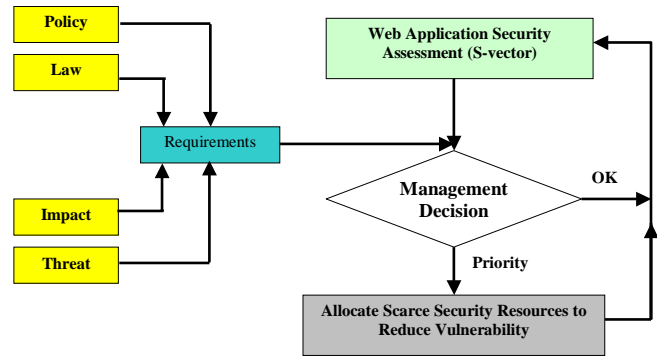 Policy
Law
Requirements
Impact
Threat
Web Application Security
Assessment (S-vector)
Management
Decision
OK
Priority
Allocate Scarce Security Resources to
Reduce Vulnerability